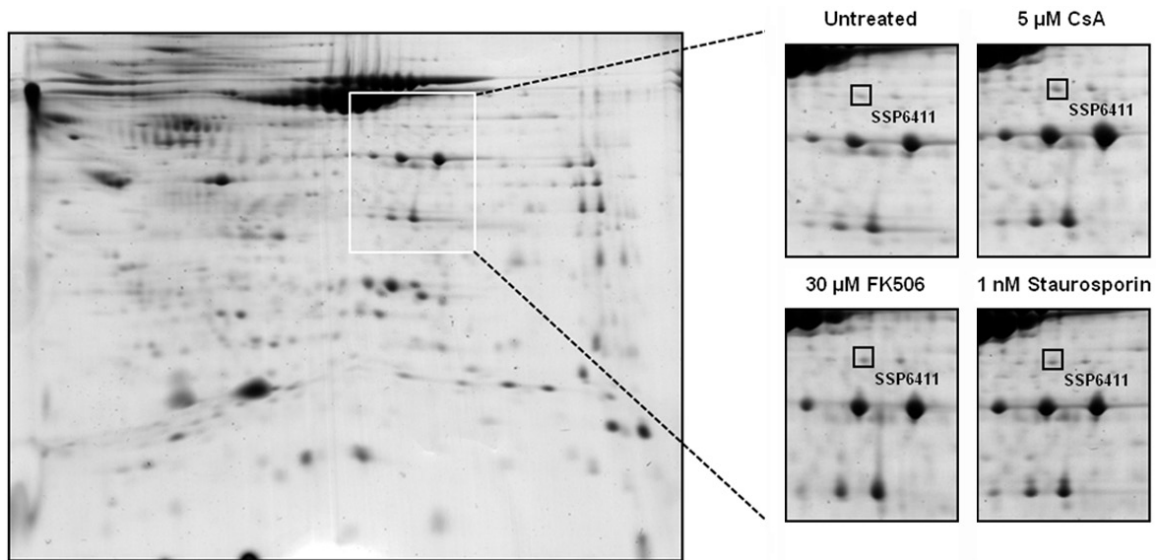 Untreated
5 µM CsA
SSP6411
SSP6411
30 µM FK506
1 nM Staurosporin
SSP6411
SSP6411